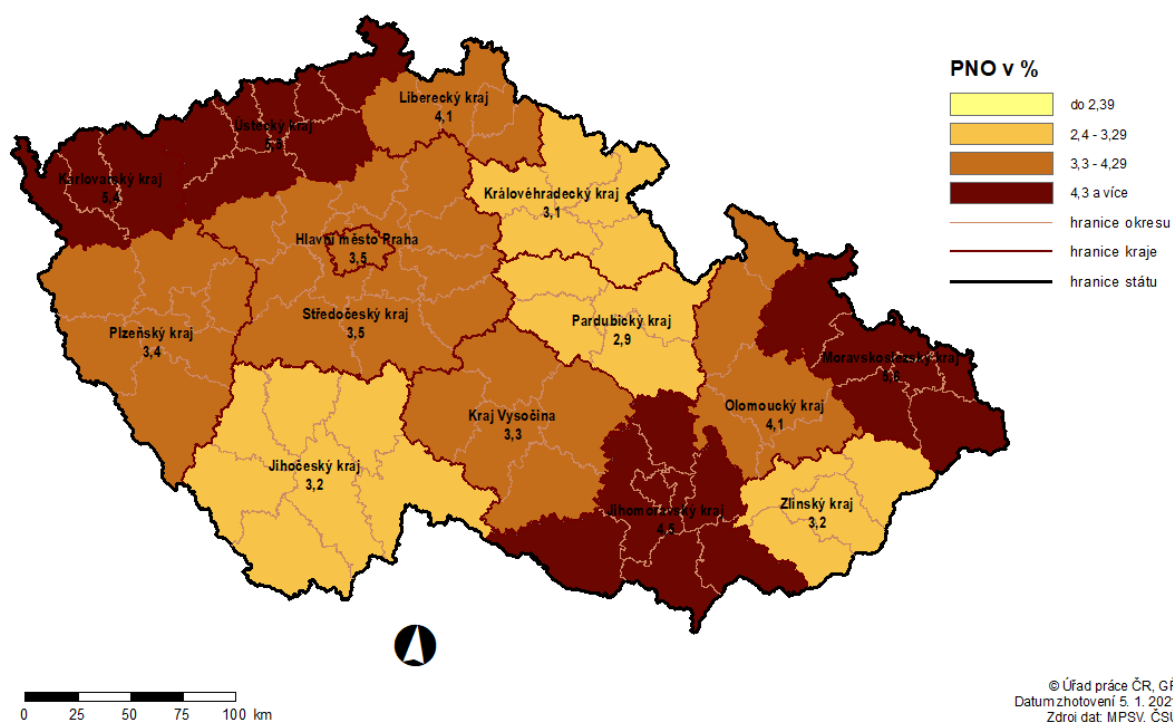 PNO v %
do 2,39
2,4 - 3,29
3,3 - 4,29
4,3 a více
hranice okresu
hranice kraje
hranice státu
Liberecký kraj
4,1
Ústecký kraj
Karlovarský kraj
5,4
Královéhradecký kraj
3,1
Hlavní město Praha
3,5
Středočeský kraj
3,5
Pardubický kraj
2,9
Plzeňský kraj
3,4
Moravskoslezský kraj
Olomoucký kraj
4,1
Kraj Vysočina
3,3
Jihočeský kraj
3,2
Zlínský kraj
3,2
Jihomoravský kraj
4,5
0 25 50 75 100 km
© Úřad práce ČR,
Datum zhotovení 5. 1.
Zdroj dat: MPSV,